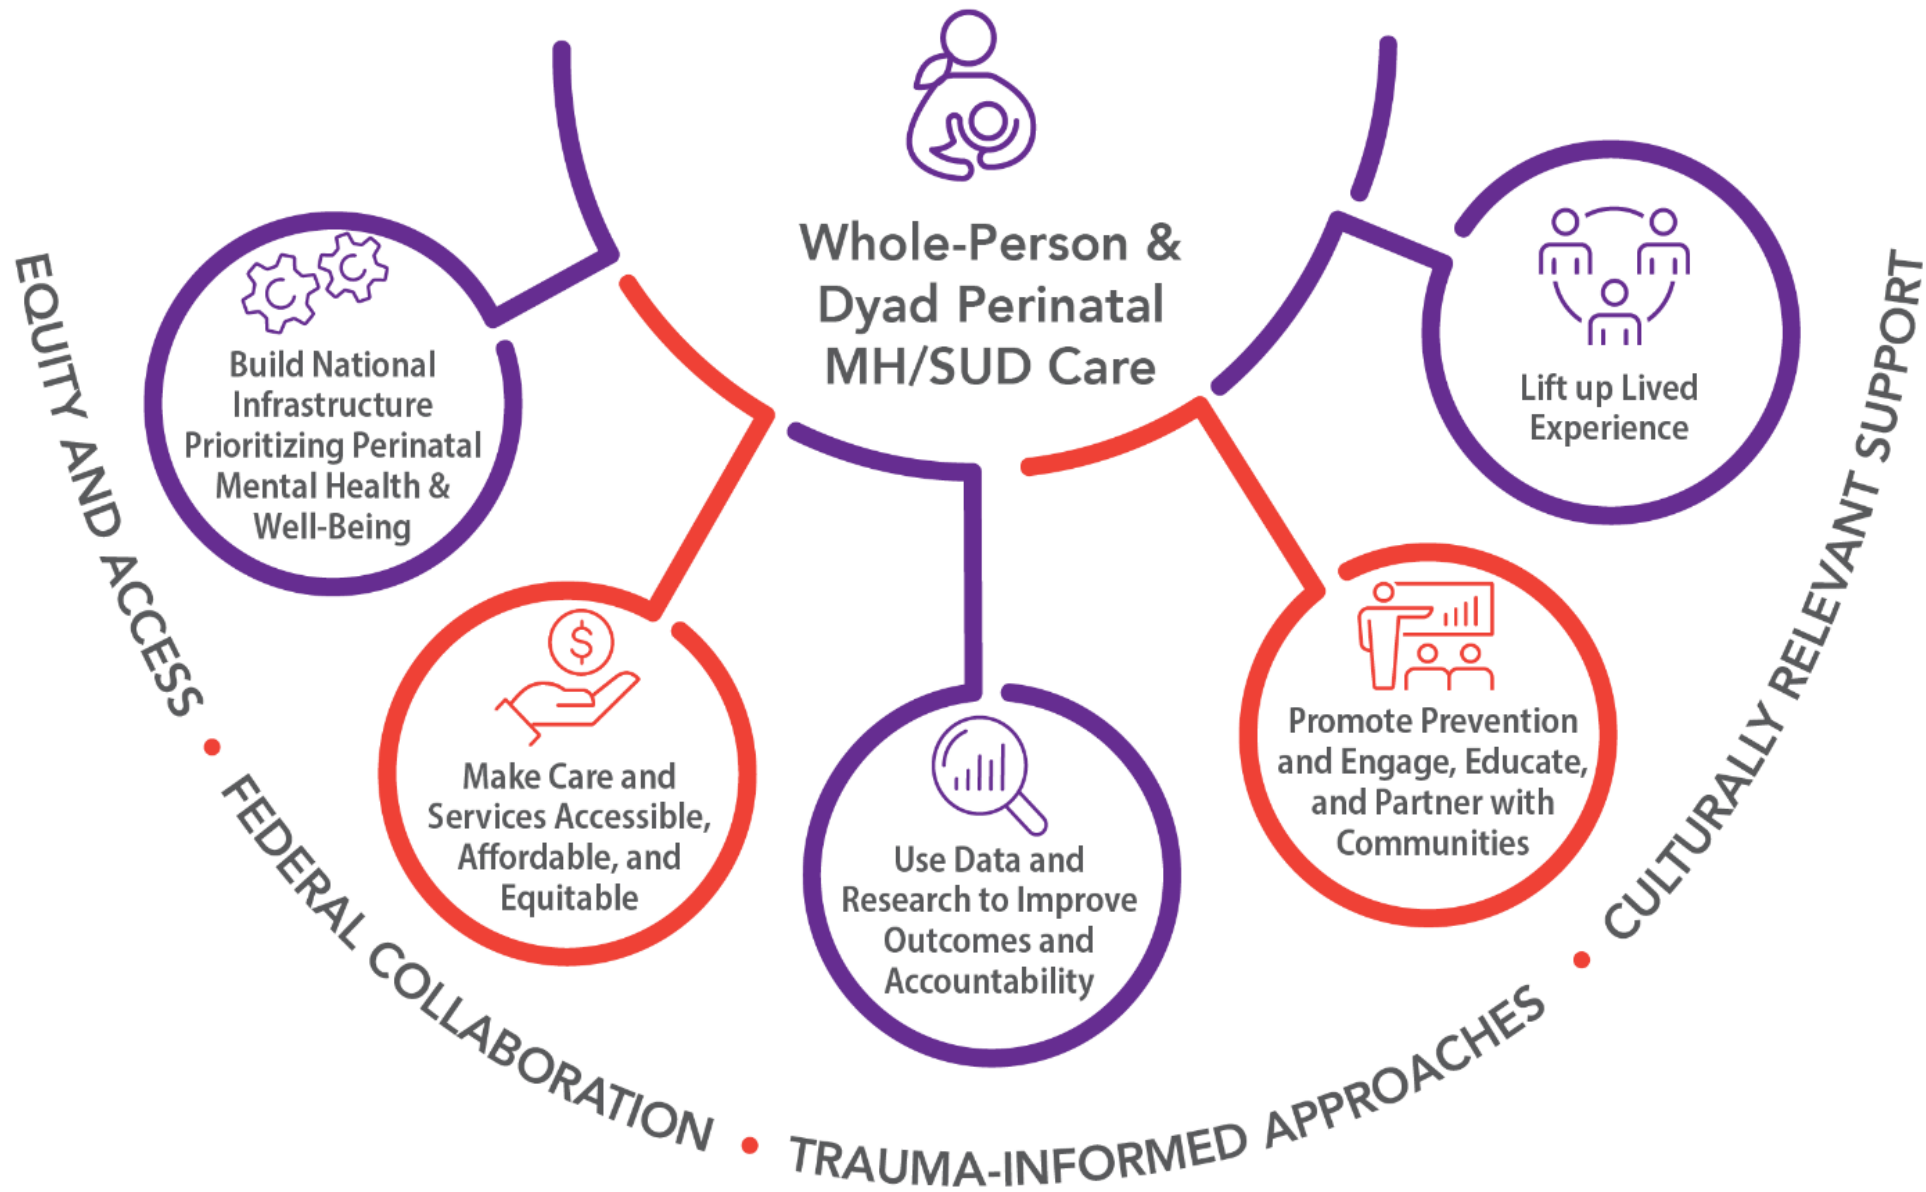 Whole-Person &
Dyad Perinatal
MH/SUD Care
Build National
Infrastructure
Prioritizing Perinatal
Mental Health &
Well-Being
Make Care and
Services Accessible,
Affordable, and
Equitable
$
Use Data and
Research to Improve
Outcomes and
Accountability
Promote Prevention
and Engage, Educate,
and Partner with
Communities
Lift up Lived
Experience
EQUITY AND ACCESS • FEDERAL COLLABORATION • TRAUMA-INFORMED APPROACHES • CULTURALLY RELEVANT SUPPORT